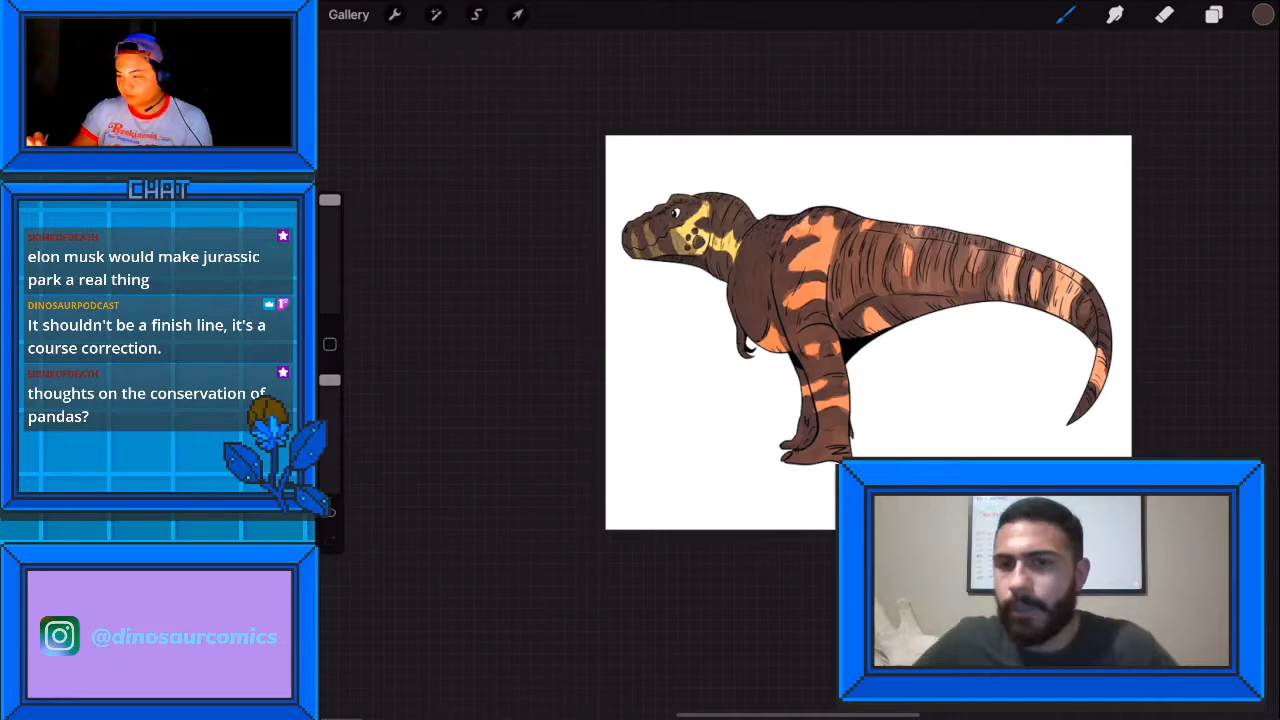 Gallery
CHAT
SKIMROFDEATH
elon musk would make jurassic
park a real thing
DINOSAURPODCAST
It shouldn't be a finish line, it's a
course correction.
thoughts on the conservation of
pandas?
@dinosaurcomics